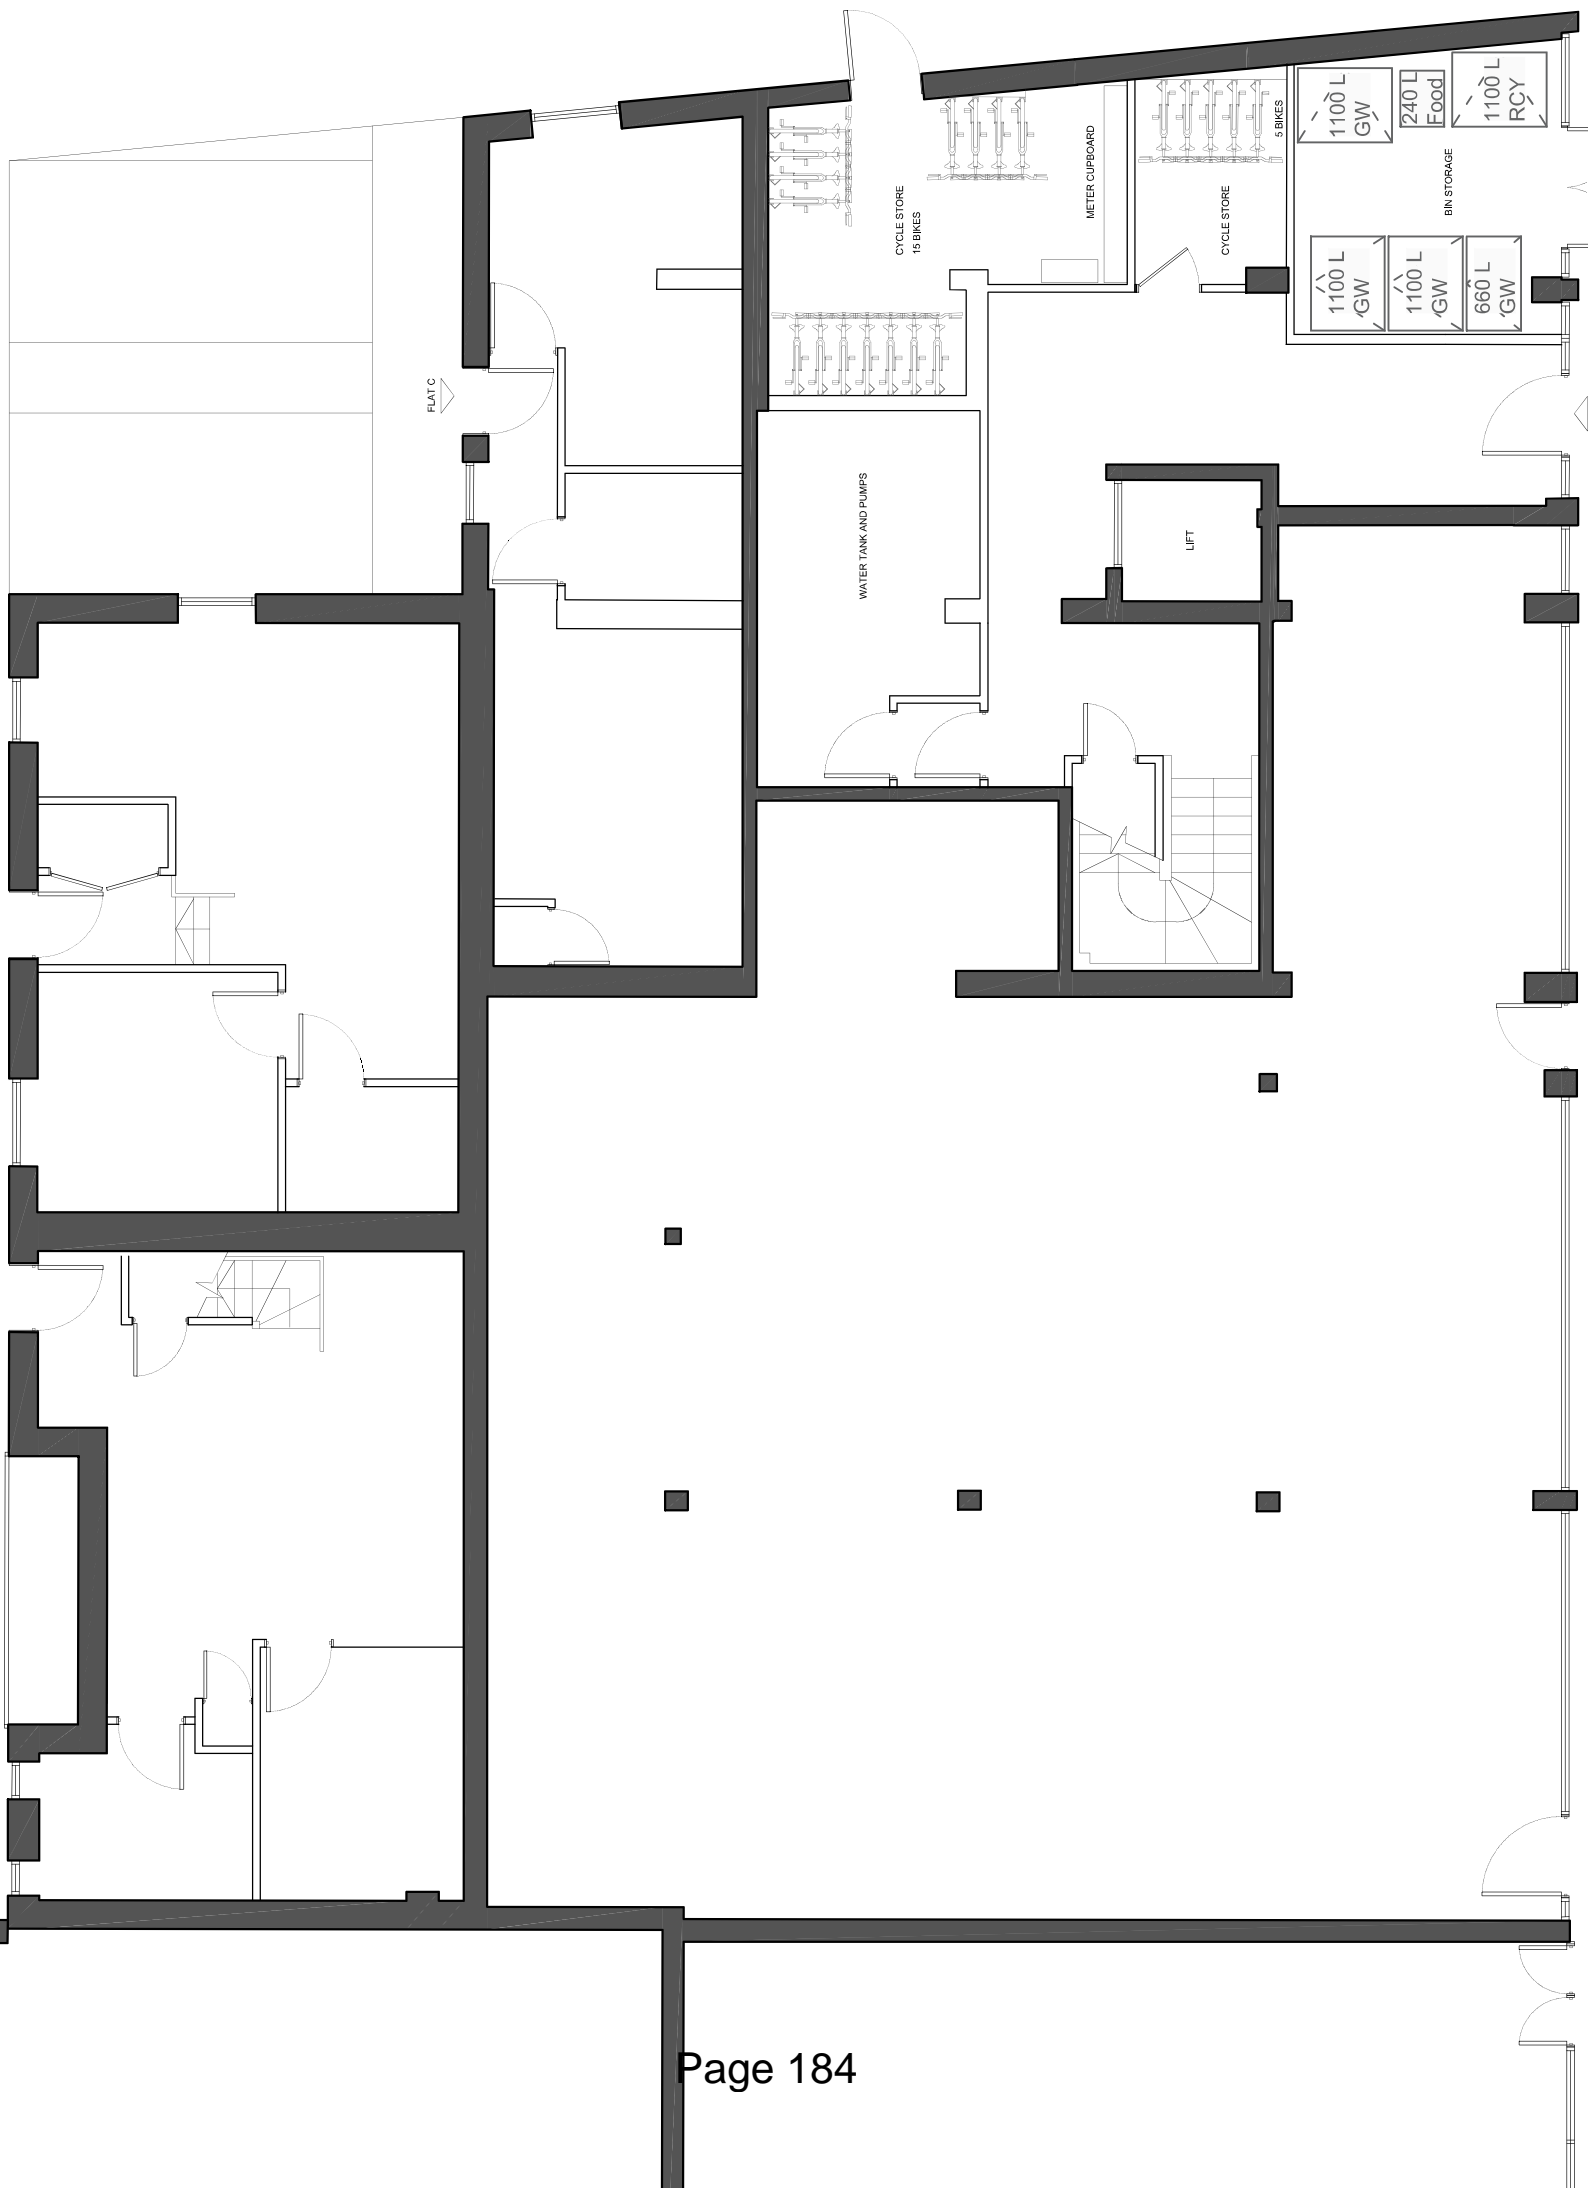 1100 L
GW
240 L
Food
1100 L
RCY
5 BIKES
METER CUPBOARD
BIN STORAGE
CYCLE STORE
15 BIKES
CYCLE STORE
1100 L
GW
1100 L
GW
660 L
GW
FLAT C
WATER TANK AND PUMPS
LIFT
Page 184